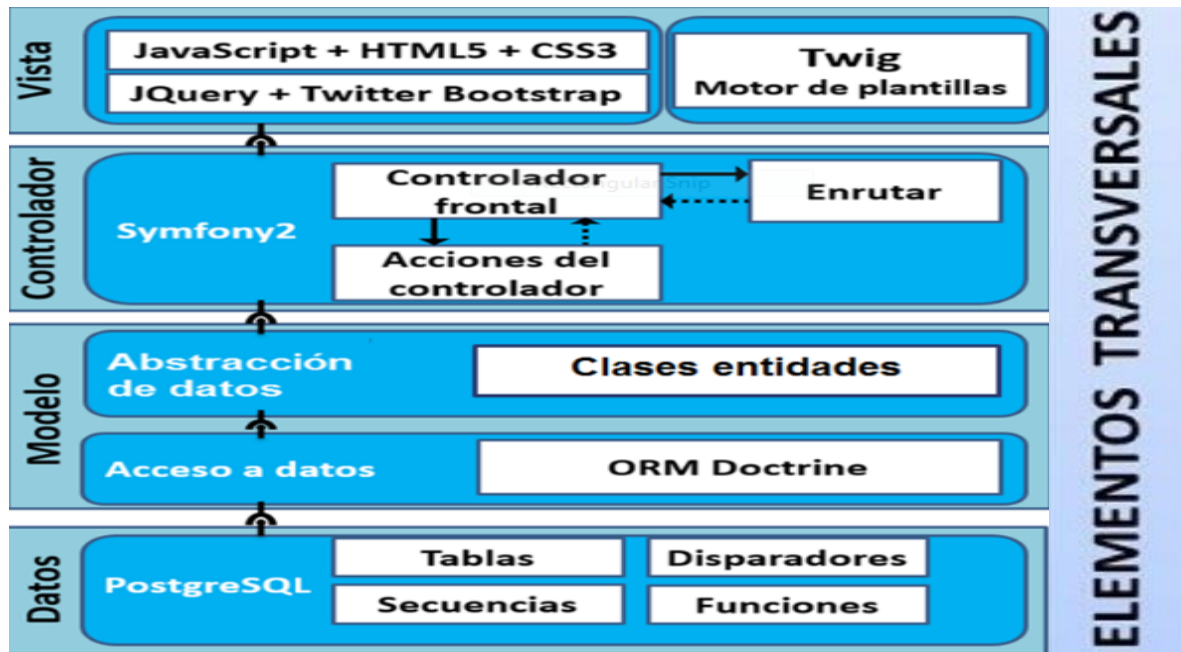 Vista
JavaScript + HTML5 + CSS3
JQuery + Twitter Bootstrap
Twig
Motor de plantillas
Controlador
Symfony2
Controlador
frontal
Enrutar
Acciones del
controlador
Modelo
Abstracción
de datos
Clases entidades
Acceso a datos
ORM Doctrine
Datos
PostgreSQL
Tablas
Disparadores
Secuencias
Funciones
ELEMENTOS TRANSVERSALES